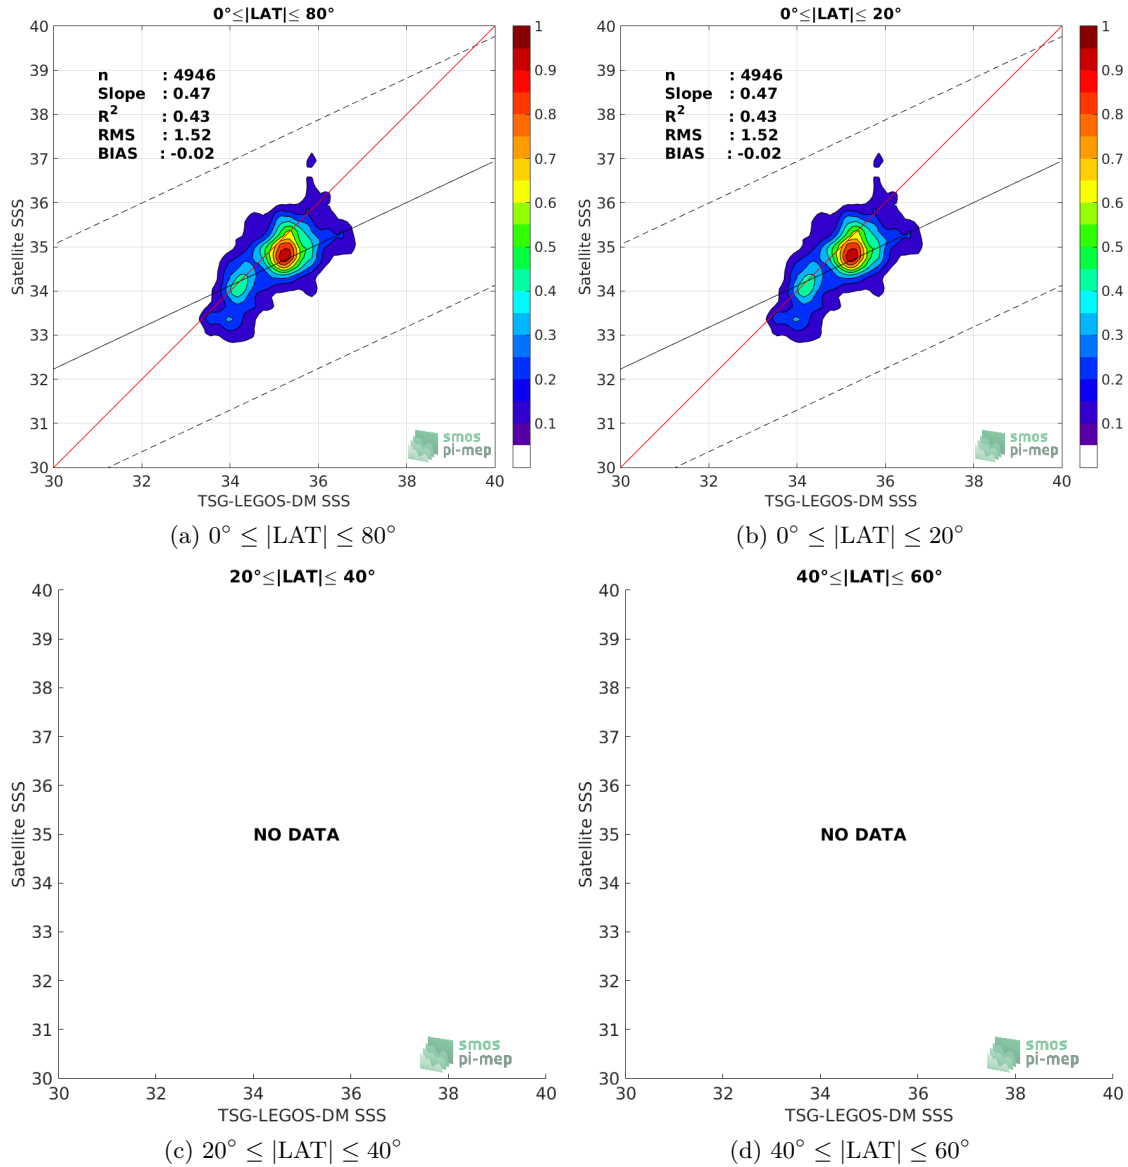 0°≤|LAT|≤ 80°
40
39
38
37
36
35
34
33
32
31
30
Satellite SSS
n : 4946
Slope : 0.47
R² : 0.43
RMS : 1.52
BIAS : -0.02
smos
pi-mep
30 32 34 36 38 40
TSG-LEGOS-DM SSS
1
0.9
0.8
0.7
0.6
0.5
0.4
0.3
0.2
0.1
(a) 0° ≤ |LAT| ≤ 80°
0°≤|LAT|≤ 20°
40
39
38
37
36
35
34
33
32
31
30
Satellite SSS
n : 4946
Slope : 0.47
R² : 0.43
RMS : 1.52
BIAS : -0.02
smos
pi-mep
30 32 34 36 38 40
TSG-LEGOS-DM SSS
1
0.9
0.8
0.7
0.6
0.5
0.4
0.3
0.2
0.1
(b) 0° ≤ |LAT| ≤ 20°
20°≤|LAT|≤ 40°
40
39
38
37
36
35
34
33
32
31
30
Satellite SSS
NO DATA
smos
pi-mep
30 32 34 36 38 40
TSG-LEGOS-DM SSS
(c) 20° ≤ |LAT| ≤ 40°
40°≤|LAT|≤ 60°
40
39
38
37
36
35
34
33
32
31
30
Satellite SSS
NO DATA
smos
pi-mep
30 32 34 36 38 40
TSG-LEGOS-DM SSS
(d) 40° ≤ |LAT| ≤ 60°